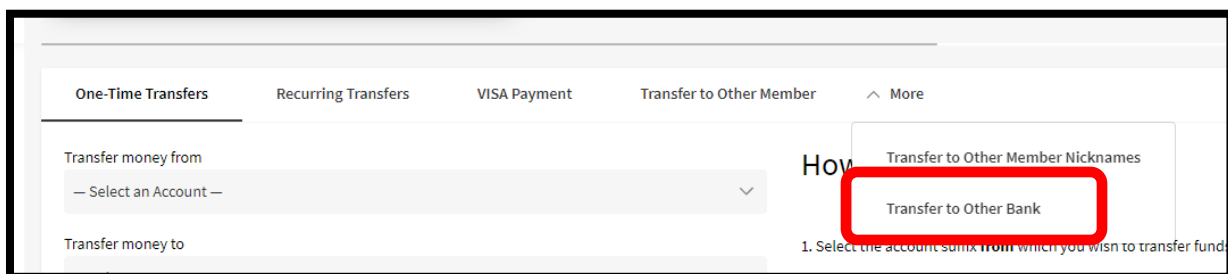 One-Time Transfers Recurring Transfers VISA Payment Transfer to Other Member More
Transfer money from
— Select an Account —
Transfer money to
How
Transfer to Other Member Nicknames
Transfer to Other Bank
1. Select the account suffix from which you wish to transfer funds